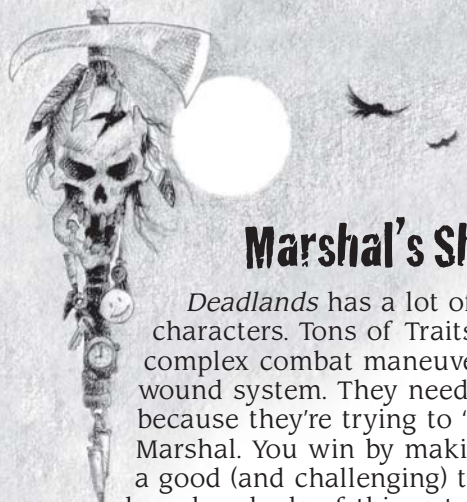 Marshal's Sh
Deadlands has a lot of
characters. Tons of Traits
complex combat maneuve
wound system. They need
because they're trying to "
Marshal. You win by maki
a good (and challenging) t